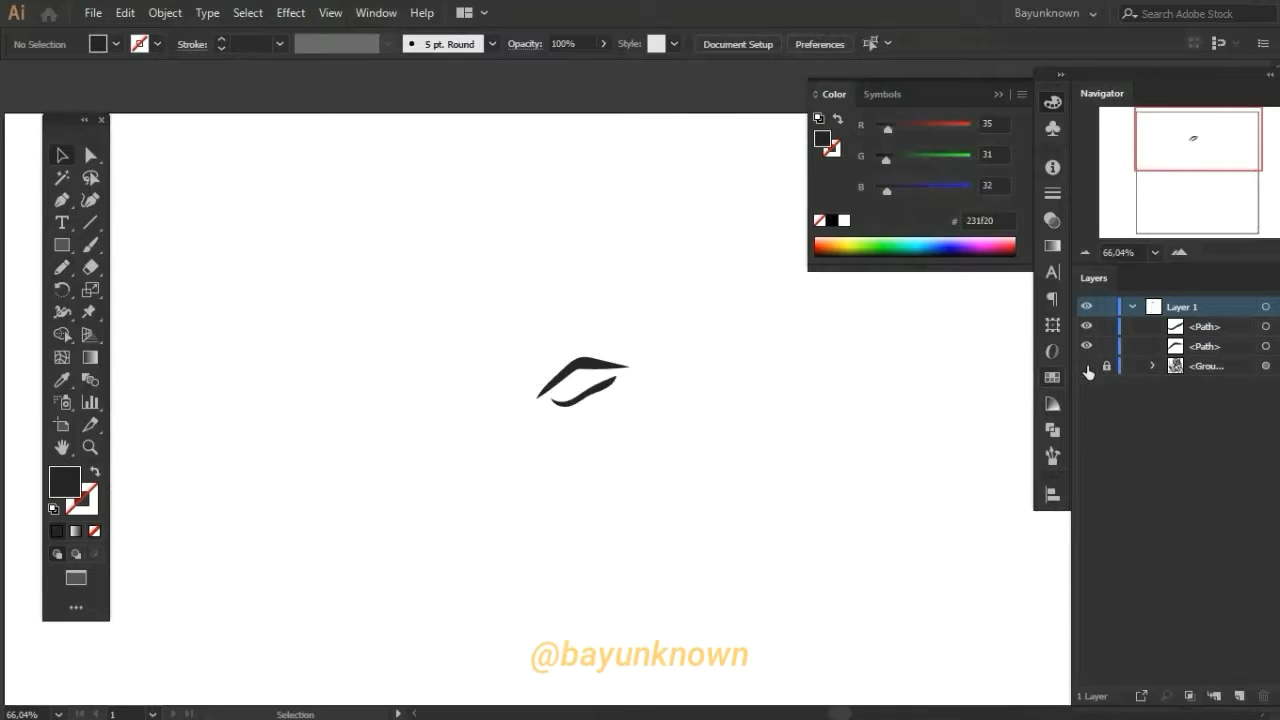 Ai File Edit Object Type Select Effect View Window Help Bayunknown Search Adobe Stock
No Selection Stroke: 5 pt. Round Opacity: 100% Style: Document Setup Preferences
Color Symbols
R 35
G 31
B 32
# 231f20
Navigator
66,04%
Layers
Layer 1
<Path>
<Path>
<Grou...
@bayunknown
1 Layer
66,04% 1 Selection